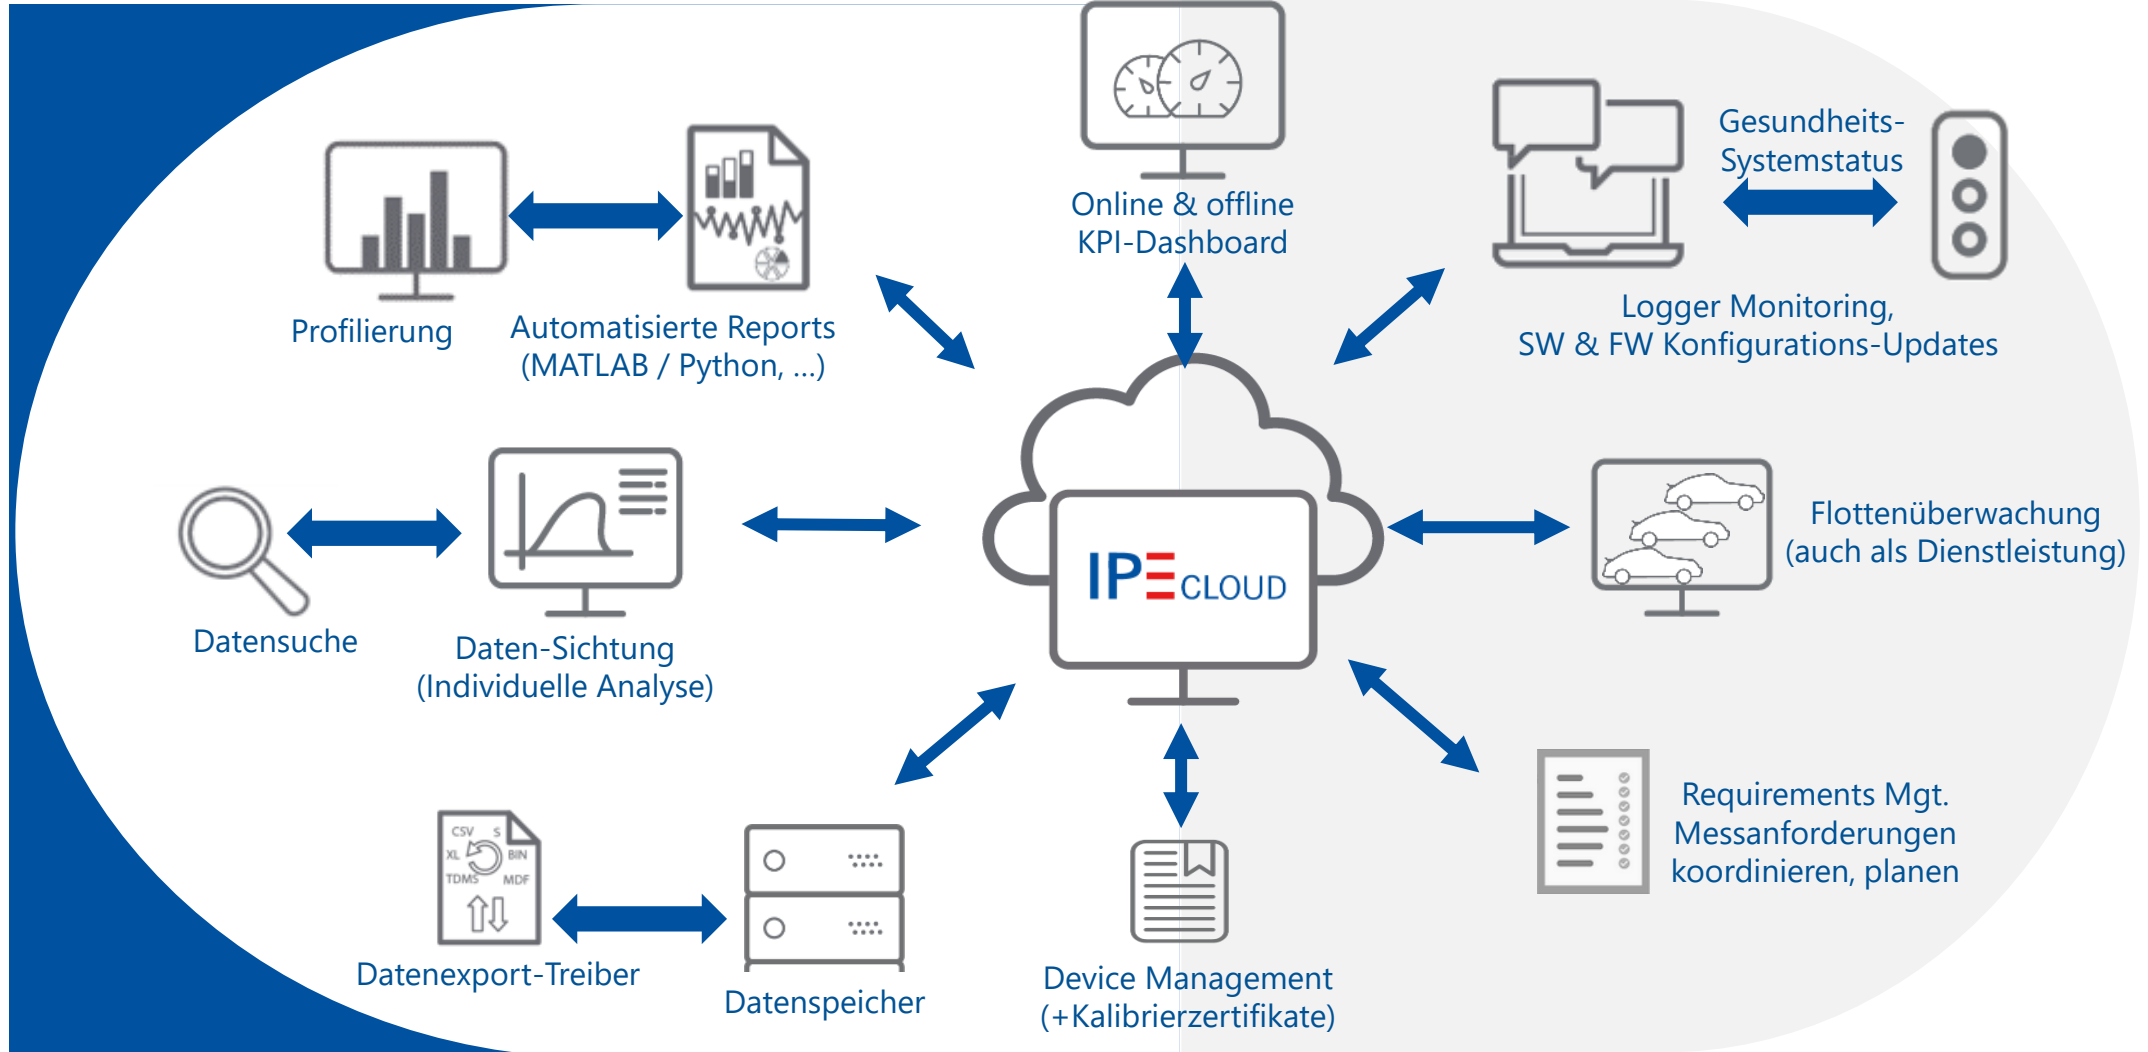 Online & offline
KPI-Dashboard
Gesundheits-
Systemstatus
Logger Monitoring,
SW & FW Konfigurations-Updates
Profilierung
Automatisierte Reports
(MATLAB / Python, ...)
IPE CLOUD
Flottenüberwachung
(auch als Dienstleistung)
Datensuche
Daten-Sichtung
(Individuelle Analyse)
Requirements Mgt.
Messanforderungen
koordinieren, planen
CSV S
XL BIN
TDMS MDF
Datenexport-Treiber
Datenspeicher
Device Management
(+Kalibrierzertifikate)